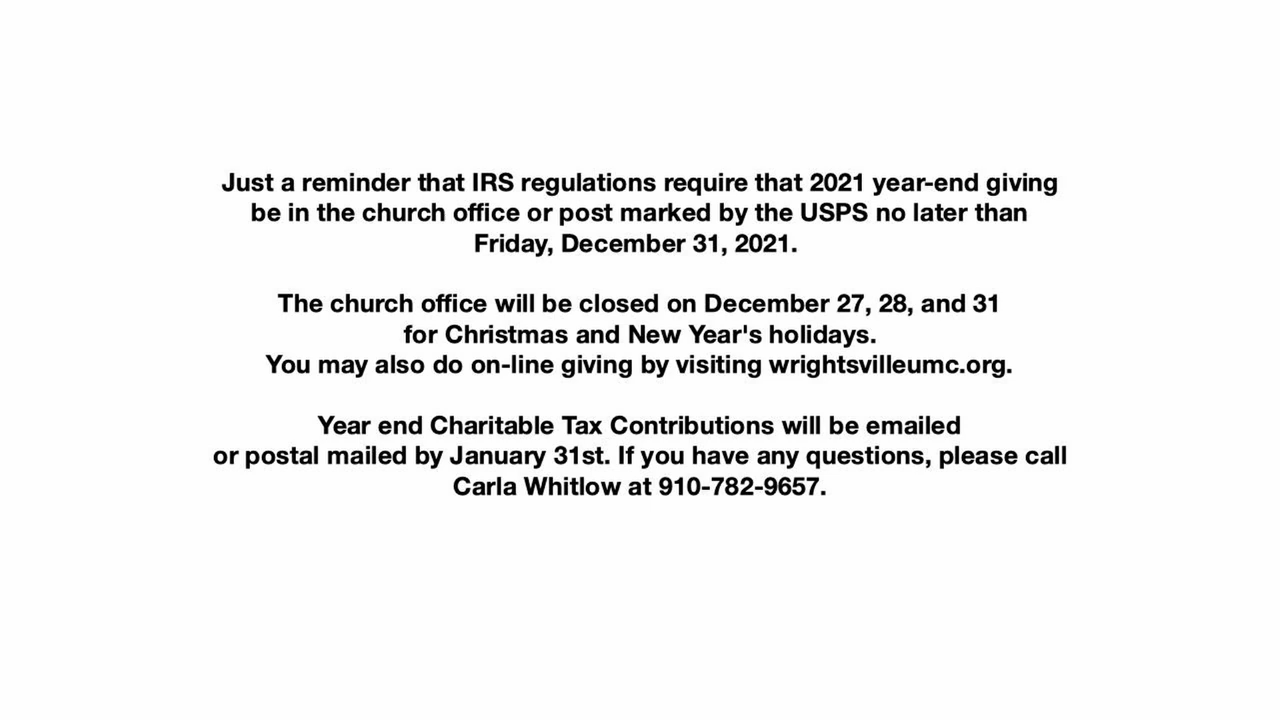 Just a reminder that IRS regulations require that 2021 year-end giving
be in the church office or post marked by the USPS no later than
Friday, December 31, 2021.
The church office will be closed on December 27, 28, and 31
for Christmas and New Year's holidays.
You may also do on-line giving by visiting wrightsvilleumc.org.
Year end Charitable Tax Contributions will be emailed
or postal mailed by January 31st. If you have any questions, please call
Carla Whitlow at 910-782-9657.